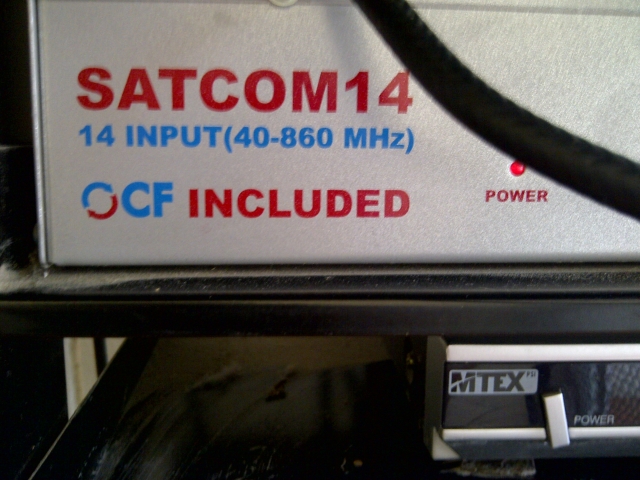 SATCOM14
14 INPUT(40-860 MHz)
CF INCLUDED
POWER
MTEX
POWER